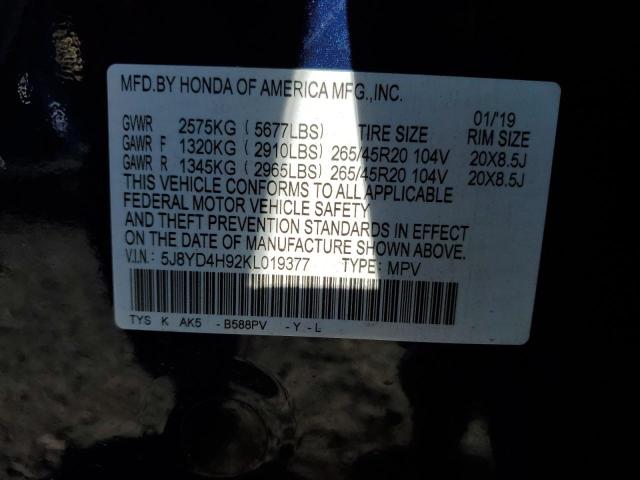 MFD.BY HONDA OF AMERICA MFG.,INC.
01/'19
GVWR 2575KG ( 5677LBS) TIRE SIZE RIM SIZE
GAWR F 1320KG ( 2910LBS) 265/45R20 104V 20X8.5J
GAWR R 1345KG ( 2965LBS) 265/45R20 104V 20X8.5J
THIS VEHICLE CONFORMS TO ALL APPLICABLE
FEDERAL MOTOR VEHICLE SAFETY
AND THEFT PREVENTION STANDARDS IN EFFECT
ON THE DATE OF MANUFACTURE SHOWN ABOVE.
V.I.N.: 5J8YD4H92KL019377 TYPE: MPV
TYS K AK5 - B588PV - Y - L